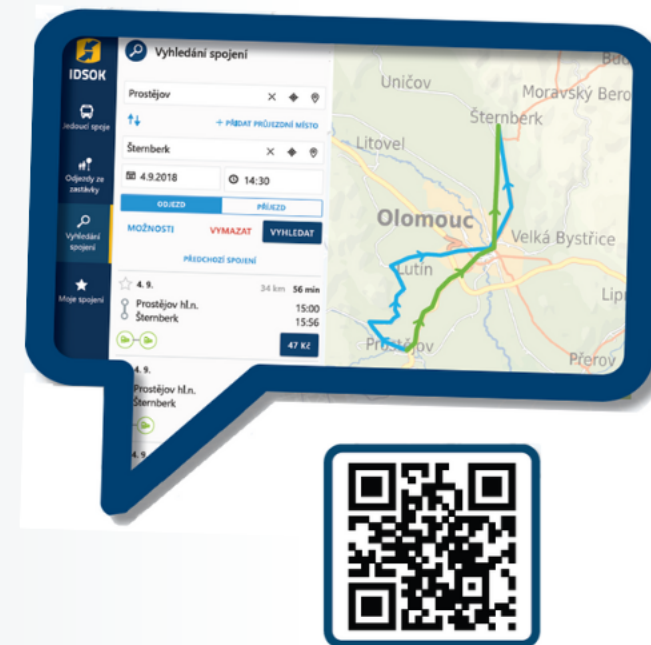 IDSOK
Jedoucí spoje
Odjezdy ze
zastávky
Vyhledání
spojení
Moje spojení
Vyhledání spojení
Prostějov
+ PŘIDAT PRŮJEZDNÍ MÍSTO
Šternberk
4.9.2018 14:30
ODJEZD PŘÍJEZD
MOŽNOSTI VYMAZAT VYHLEDAT
PŘEDCHOZÍ SPOJENÍ
4. 9. 34 km 56 min
Prostějov hl.n. 15:00
Šternberk 15:56
47 Kč
4. 9.
Prostějov hl.n.
Šternberk
4. 9.
Uničov
Moravský Bero
Šternberk
Litovel
Olomouc
Velká Bystřice
Lutín
Lip
Prostějov
Přerov